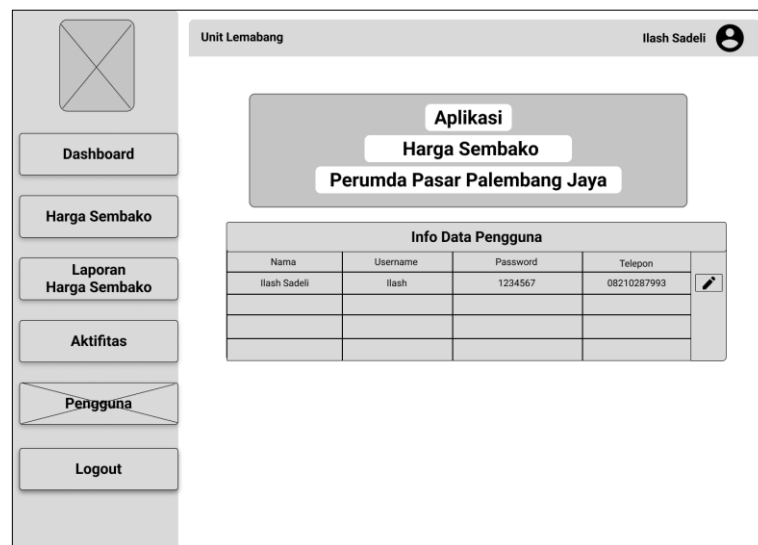 Unit Lemabang
Ilash Sadeli
Aplikasi
Harga Sembako
Perumda Pasar Palembang Jaya
Dashboard
Harga Sembako
Laporan
Harga Sembako
Aktifitas
Pengguna
Logout
Info Data Pengguna
Nama Username Password Telepon
Ilash Sadeli Ilash 1234567 08210287993